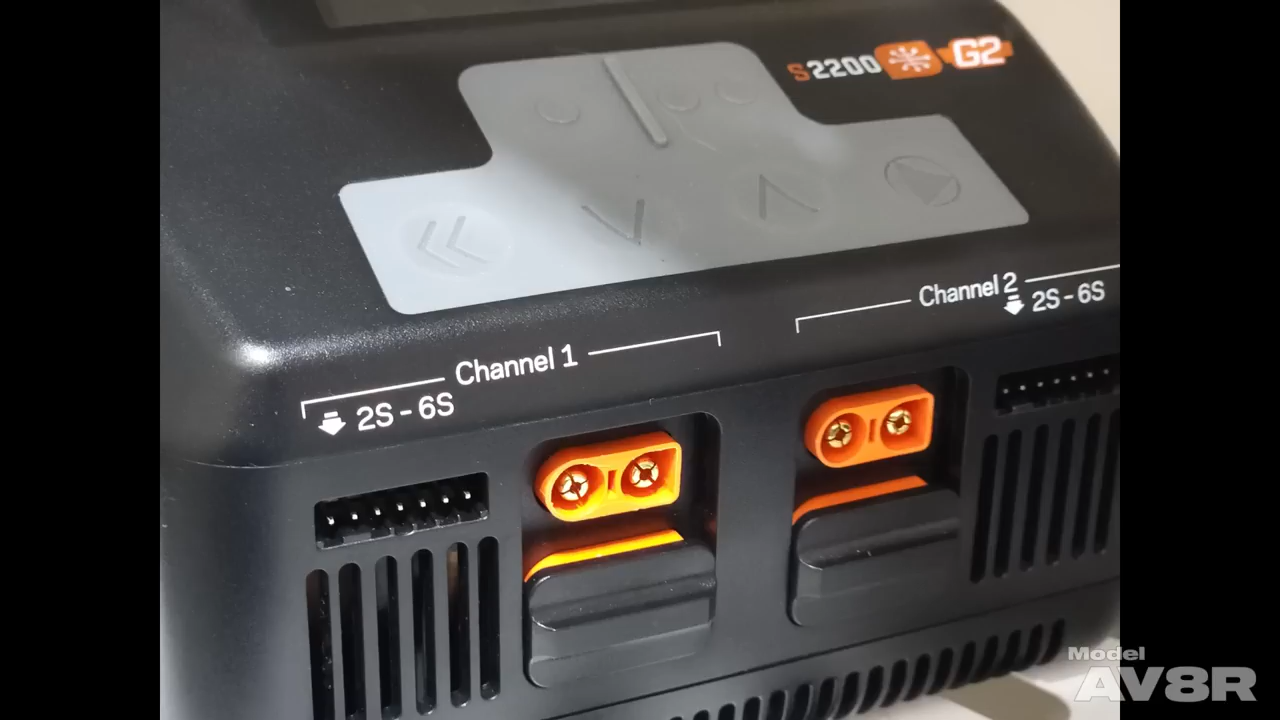 S2200 G2
Channel 1
2S - 6S
Channel 2
2S - 6S
Model
AV8R